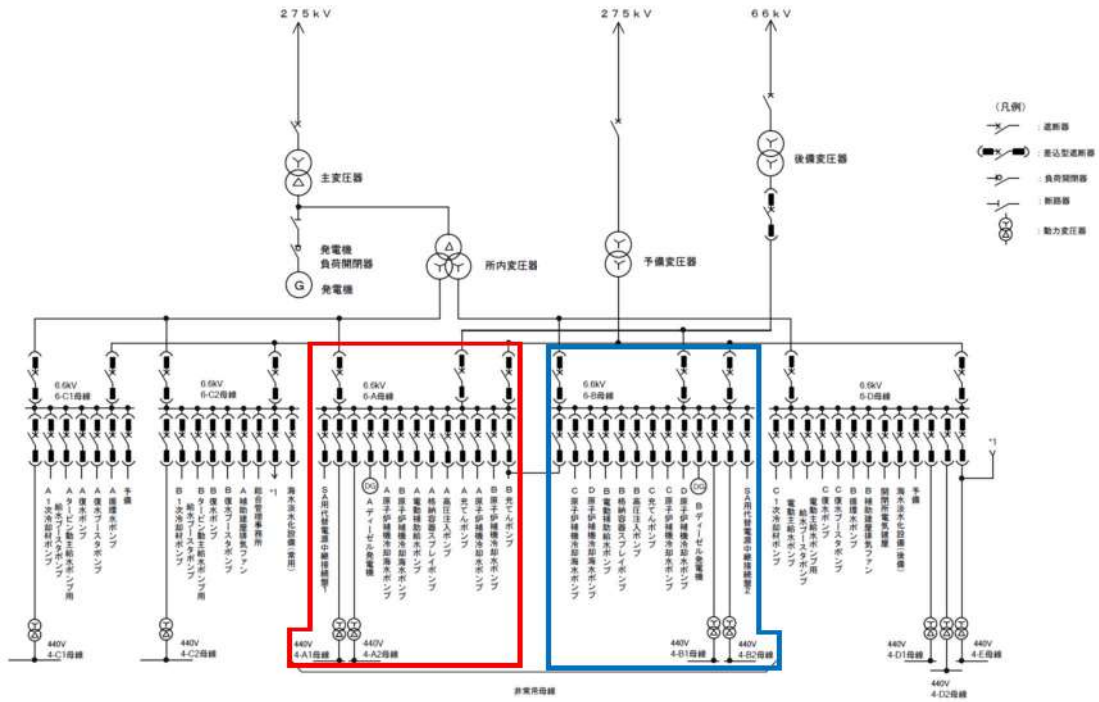 275kV
275kV
66kV
(凡例)
:遮断器
:差込型遮断器
:負荷開閉器
:断路器
:動力変圧器
主変圧器
後備変圧器
発電機
負荷開閉器
発電機
G
所内変圧器
予備変圧器
6.6kV
6-C1母線
6.6kV
6-C2母線
6.6kV
6-A母線
6.6kV
6-B母線
6.6kV
6-D母線
A1次冷却材ポンプ
Aタービン動主給水ポンプ用
給水ブースタポンプ
A復水ポンプ
A復水ブースタポンプ
A循環水ポンプ
予備
B1次冷却材ポンプ
Bタービン動主給水ポンプ用
給水ブースタポンプ
B復水ポンプ
B復水ブースタポンプ
A補助建屋排気ファン
総合管理事務所
*1
海水淡水化設備(常用)
SA用代替電源中継接続盤1
DG
Aディーゼル発電機
A原子炉補機冷却海水ポンプ
B原子炉補機冷却海水ポンプ
A電動補助給水ポンプ
A格納容器スプレイポンプ
A高圧注入ポンプ
A充てんポンプ
A原子炉補機冷却水ポンプ
B原子炉補機冷却水ポンプ
B充てんポンプ
C原子炉補機冷却海水ポンプ
D原子炉補機冷却海水ポンプ
B電動補助給水ポンプ
B格納容器スプレイポンプ
B高圧注入ポンプ
C充てんポンプ
C原子炉補機冷却水ポンプ
D原子炉補機冷却水ポンプ
DG
Bディーゼル発電機
SA用代替電源中継接続盤2
C1次冷却材ポンプ
電動主給水ポンプ
電動主給水ポンプ用
給水ブースタポンプ
C復水ポンプ
C復水ブースタポンプ
B循環水ポンプ
B補助建屋排気ファン
開閉所電気建屋
海水淡水化設備(後備)
予備
*1
440V
4-C1母線
440V
4-C2母線
440V
4-A1母線
4-A2母線
440V
4-B1母線
440V
4-B2母線
440V
4-D1母線
440V
4-D2母線
440V
4-E母線
非常用母線